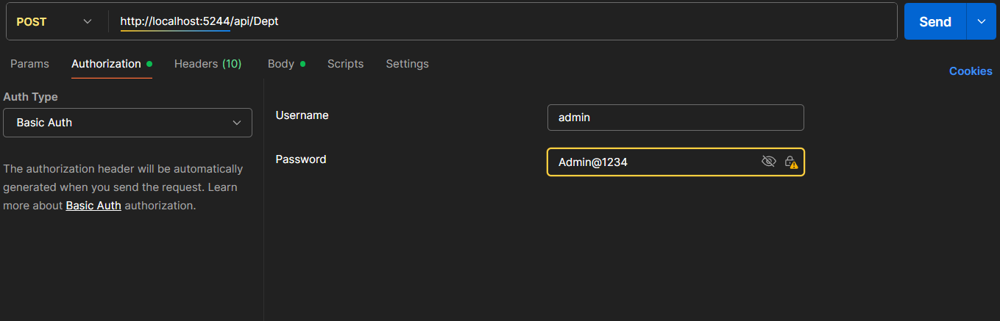 POST http://localhost:5244/api/Dept Send
Params Authorization Headers (10) Body Scripts Settings Cookies
Auth Type
Basic Auth
The authorization header will be automatically
generated when you send the request. Learn
more about Basic Auth authorization.
Username admin
Password Admin@1234